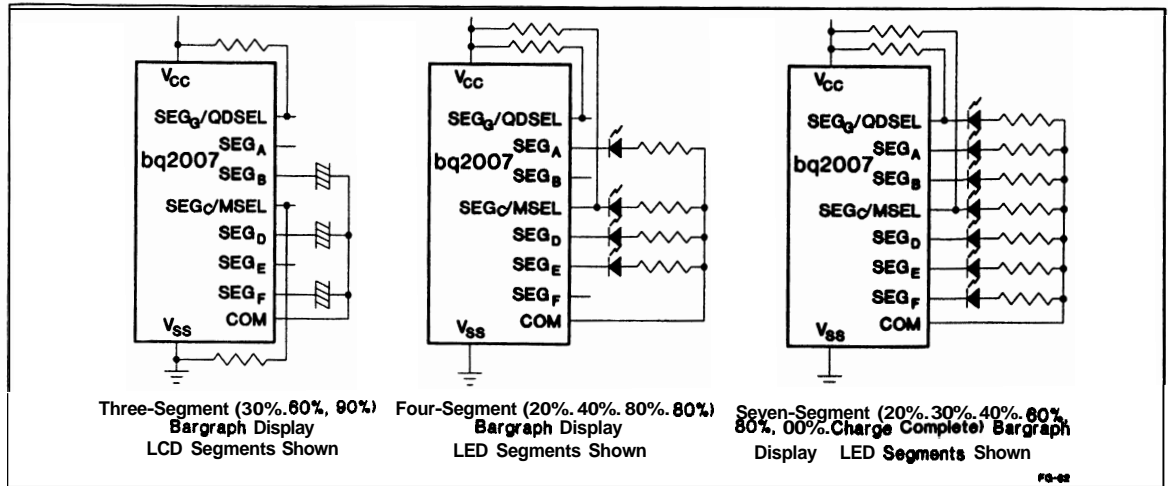 VCC
SEGG/QDSEL
SEGA
bq2007
SEGB
SEGC/MSEL
SEGD
SEGE
SEGF
COM
VSS
Three-Segment (30%. 60%, 90%)
Bargraph Display
LCD Segments Shown
VCC
SEGG/QDSEL
SEGA
bq2007
SEGB
SEGC/MSEL
SEGD
SEGE
SEGF
COM
VSS
Four-Segment (20%. 40%. 80%. 80%)
Bargraph Display
LED Segments Shown
VCC
SEGG/QDSEL
SEGA
bq2007
SEGB
SEGC/MSEL
SEGD
SEGE
SEGF
COM
VSS
Seven-Segment (20%. 30%. 40%. 60%,
80%, 00%. Charge Complete) Bargraph
Display LED Segments Shown
FG-62